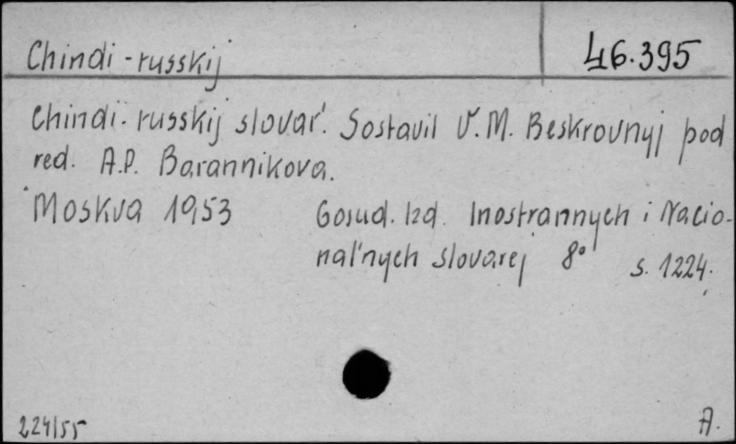 Chindi-russkij 46.395
Chindi-russkij slovar'. Sostavil V.M. Beskrovnyj pod
red. A.P. Barannikova.
Moskva 1953 Gosud. Izd. Inostrannych i Nacio-
nal'nych slovarej 8° s. 1224.
224/55 A.